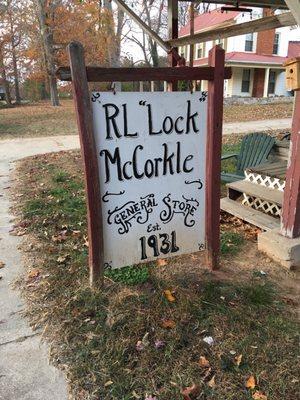 RL "Lock
McCorkle
GENERAL STORE
Est.
1931